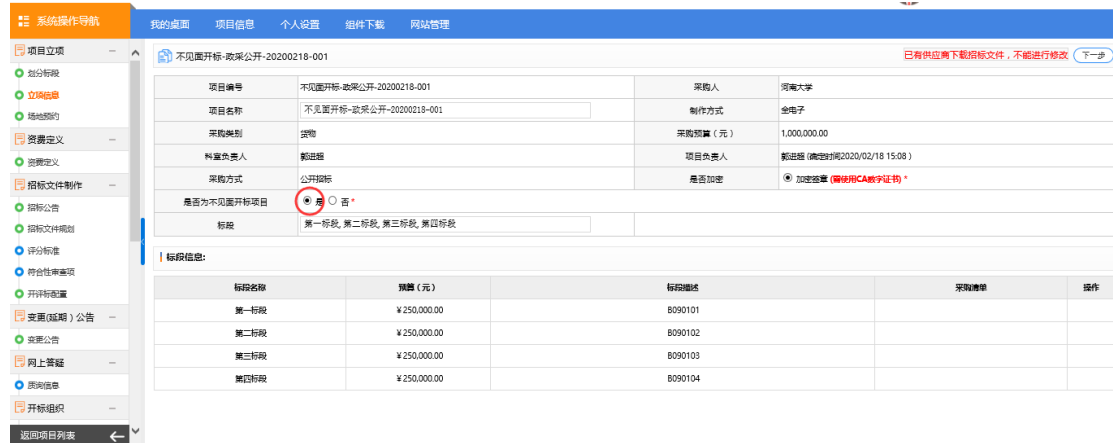 系统操作导航
我的桌面 项目信息 个人设置 组件下载 网站管理
项目立项
划分标段
立项信息
场地预约
资费定义
资费定义
招标文件制作
招标公告
招标文件规划
评分标准
符合性审查项
开评标配置
变更(延期)公告
变更公告
网上答疑
质询信息
开标组织
返回项目列表
不见面开标-政采公开-20200218-001
已有供应商下载招标文件，不能进行修改 下一步
项目编号 不见面开标-政采公开-20200218-001 采购人 河南大学
项目名称 不见面开标-政采公开-20200218-001 制作方式 全电子
采购类别 货物 采购预算（元） 1,000,000.00
科室负责人 郭进超 项目负责人 郭进超 (确定时间2020/02/18 15:08)
采购方式 公开招标 是否加密 加密签章 (需使用CA数字证书) *
是否为不见面开标项目 是 否 *
标段 第一标段, 第二标段, 第三标段, 第四标段
标段信息:
标段名称 预算（元） 标段描述 采购清单 操作
第一标段 ￥250,000.00 B090101
第二标段 ￥250,000.00 B090102
第三标段 ￥250,000.00 B090103
第四标段 ￥250,000.00 B090104